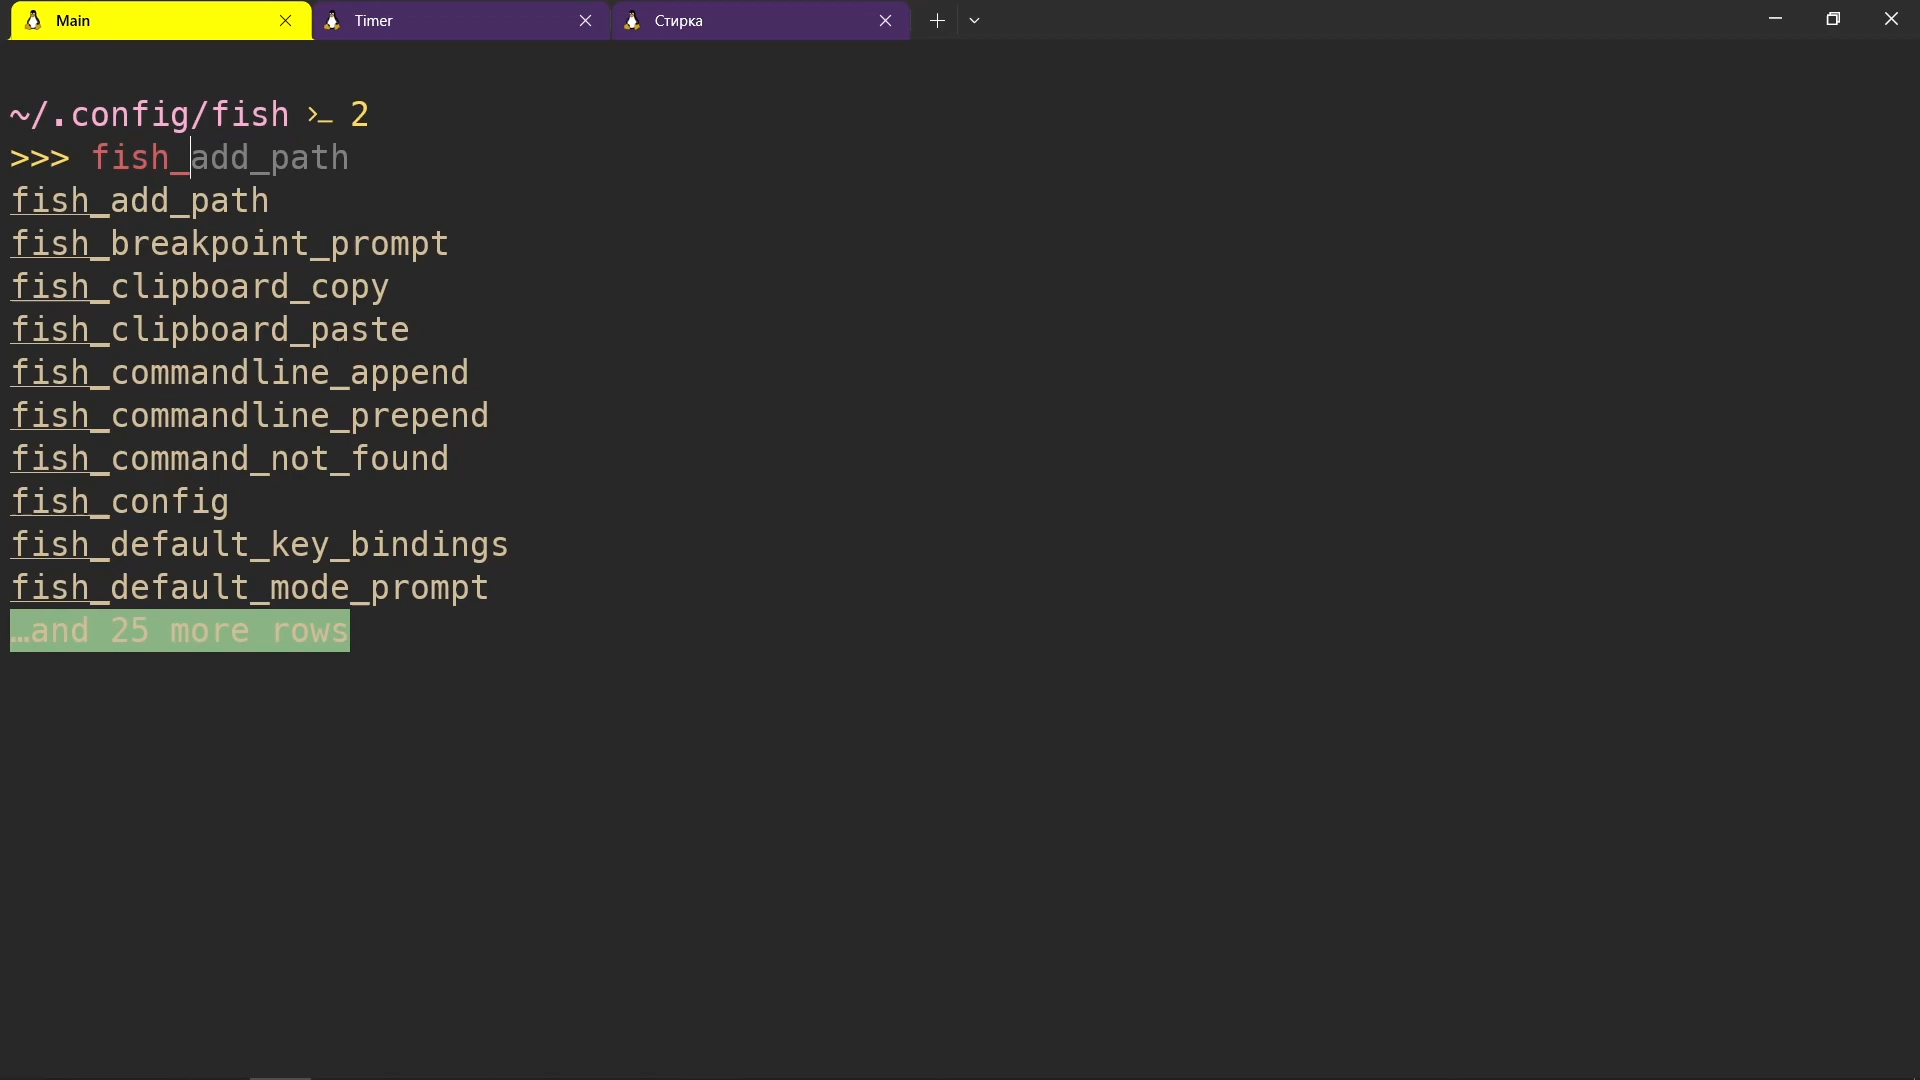 Main Timer Стирка
~/.config/fish >_ 2
>>> fish_add_path
fish_add_path
fish_breakpoint_prompt
fish_clipboard_copy
fish_clipboard_paste
fish_commandline_append
fish_commandline_prepend
fish_command_not_found
fish_config
fish_default_key_bindings
fish_default_mode_prompt
…and 25 more rows